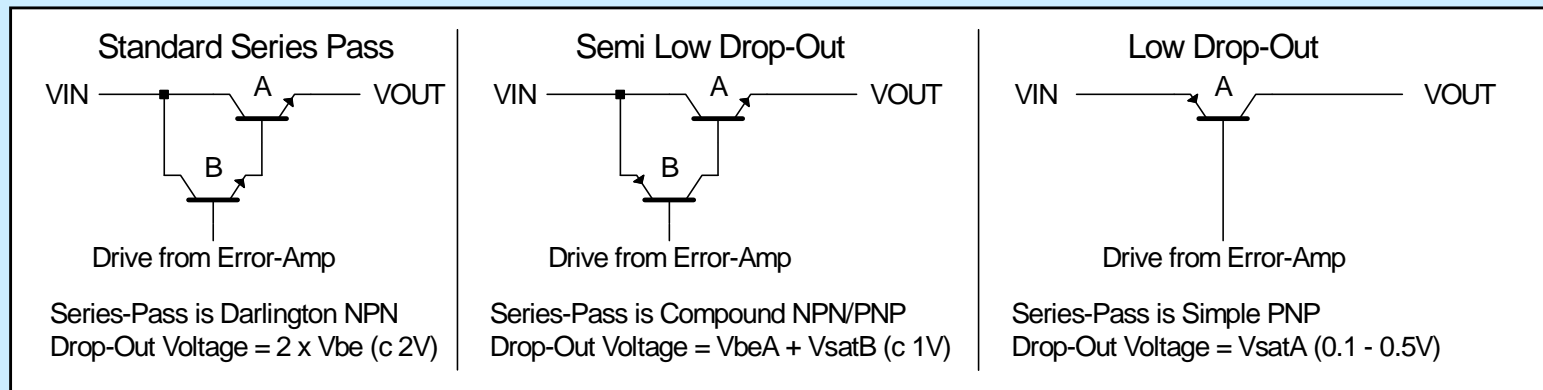 Standard Series Pass
VIN A VOUT
B
Drive from Error-Amp
Series-Pass is Darlington NPN
Drop-Out Voltage = 2 x Vbe (c 2V)
Semi Low Drop-Out
VIN A VOUT
B
Drive from Error-Amp
Series-Pass is Compound NPN/PNP
Drop-Out Voltage = VbeA + VsatB (c 1V)
Low Drop-Out
VIN A VOUT
Drive from Error-Amp
Series-Pass is Simple PNP
Drop-Out Voltage = VsatA (0.1 - 0.5V)